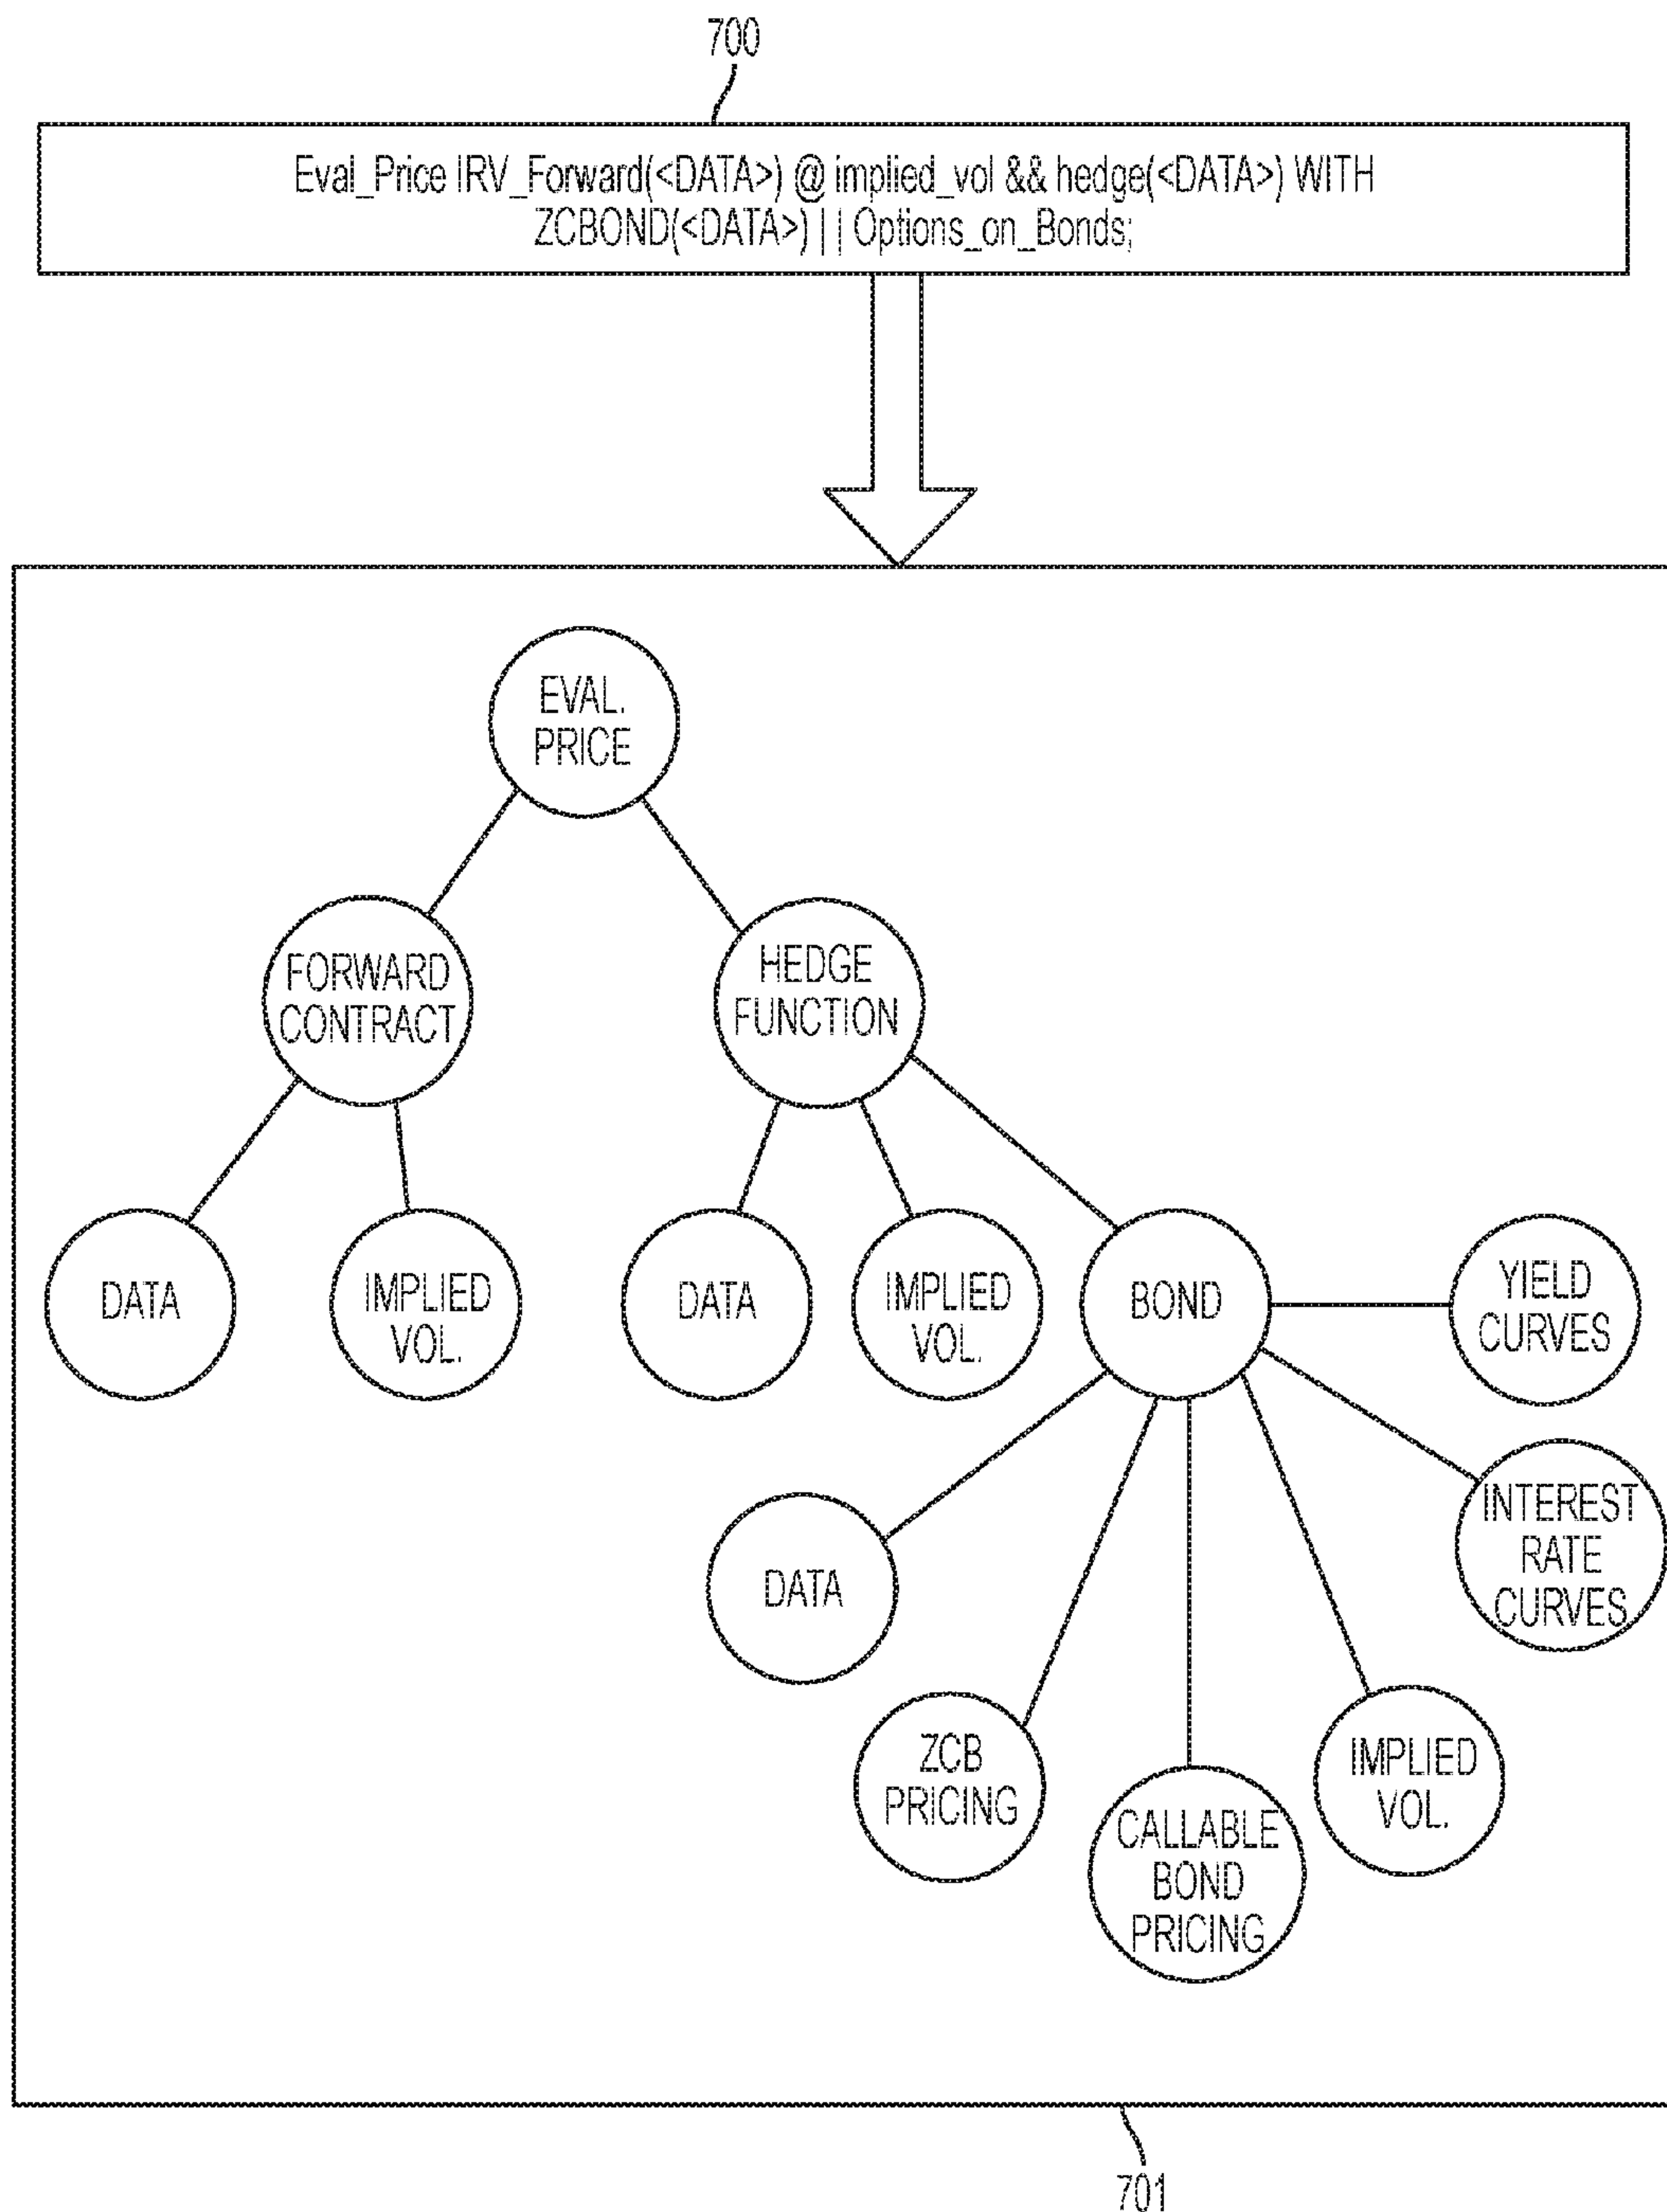 700
Eval_Price IRV_Forward(<DATA>) @ implied_vol && hedge(<DATA>) WITH
ZCBOND(<DATA>) | | Options_on_Bonds;
EVAL.
PRICE
FORWARD
CONTRACT
HEDGE
FUNCTION
DATA
IMPLIED
VOL.
DATA
IMPLIED
VOL.
BOND
YIELD
CURVES
DATA
ZCB
PRICING
CALLABLE
BOND
PRICING
IMPLIED
VOL.
INTEREST
RATE
CURVES
701